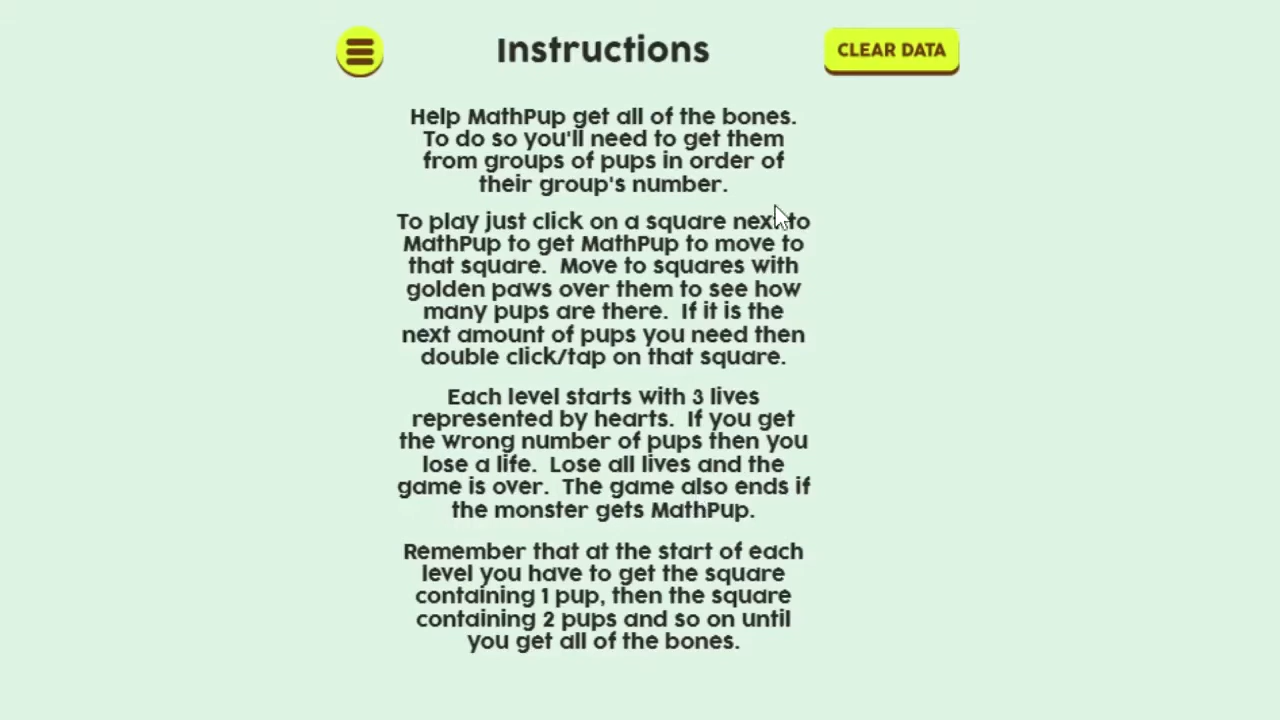 Instructions
CLEAR DATA
Help MathPup get all of the bones.
To do so you'll need to get them
from groups of pups in order of
their group's number.
To play just click on a square next to
MathPup to get MathPup to move to
that square. Move to squares with
golden paws over them to see how
many pups are there. If it is the
next amount of pups you need then
double click/tap on that square.
Each level starts with 3 lives
represented by hearts. If you get
the wrong number of pups then you
lose a life. Lose all lives and the
game is over. The game also ends if
the monster gets MathPup.
Remember that at the start of each
level you have to get the square
containing 1 pup, then the square
containing 2 pups and so on until
you get all of the bones.